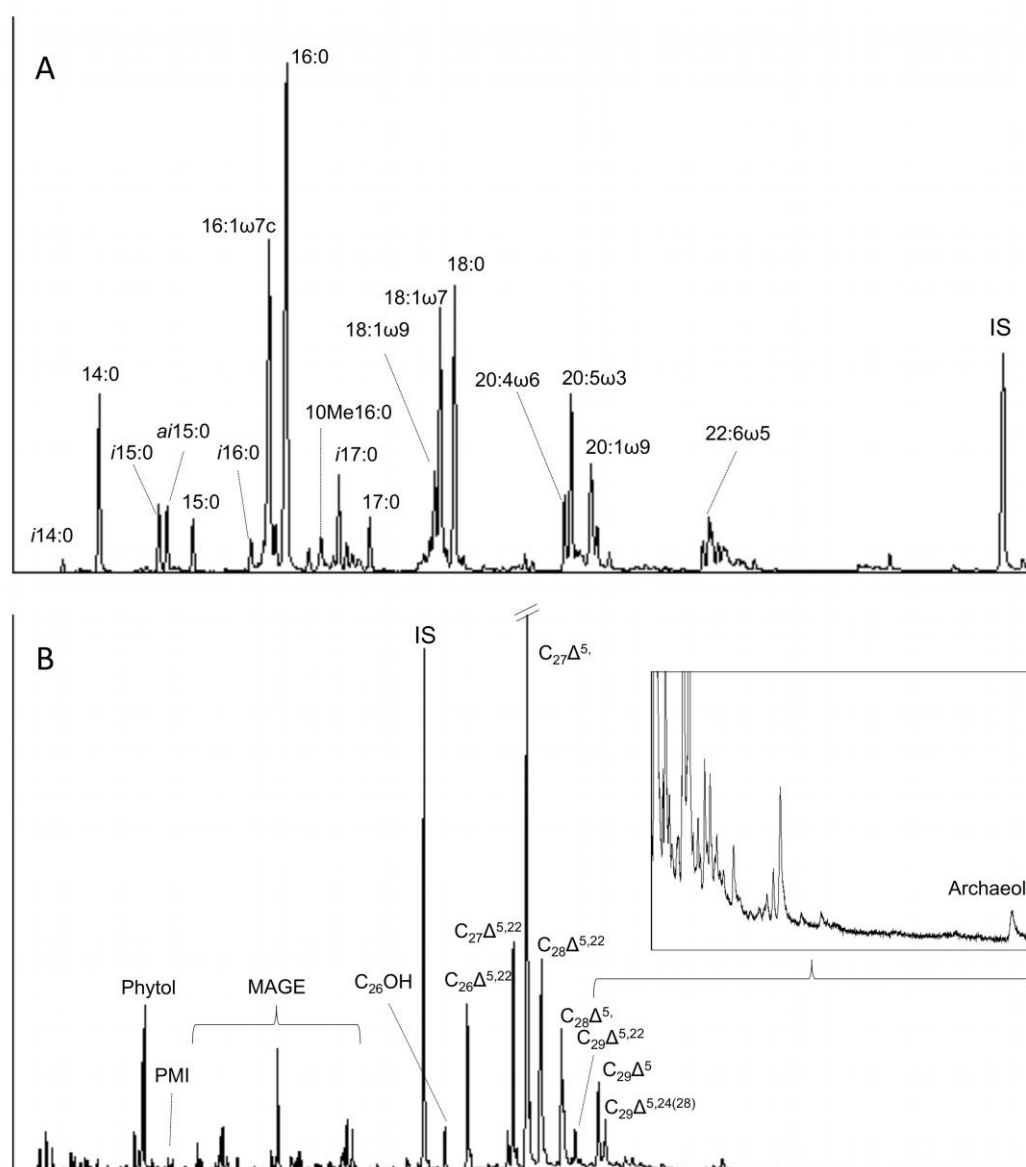 A
16:0
16:1ω7c
18:0
18:1ω7
18:1ω9
IS
14:0
20:4ω6
20:5ω3
10Me16:0
ai15:0
i15:0
i16:0
i17:0
20:1ω9
22:6ω5
15:0
17:0
i14:0
B
IS
C₂₇Δ⁵,
Archaeol
C₂₇Δ⁵,²²
C₂₈Δ⁵,²²
Phytol
MAGE
C₂₆OH
C₂₆Δ⁵,²²
C₂₈Δ⁵,
C₂₉Δ⁵,²²
PMI
C₂₉Δ⁵
C₂₉Δ⁵,²⁴⁽²⁸⁾